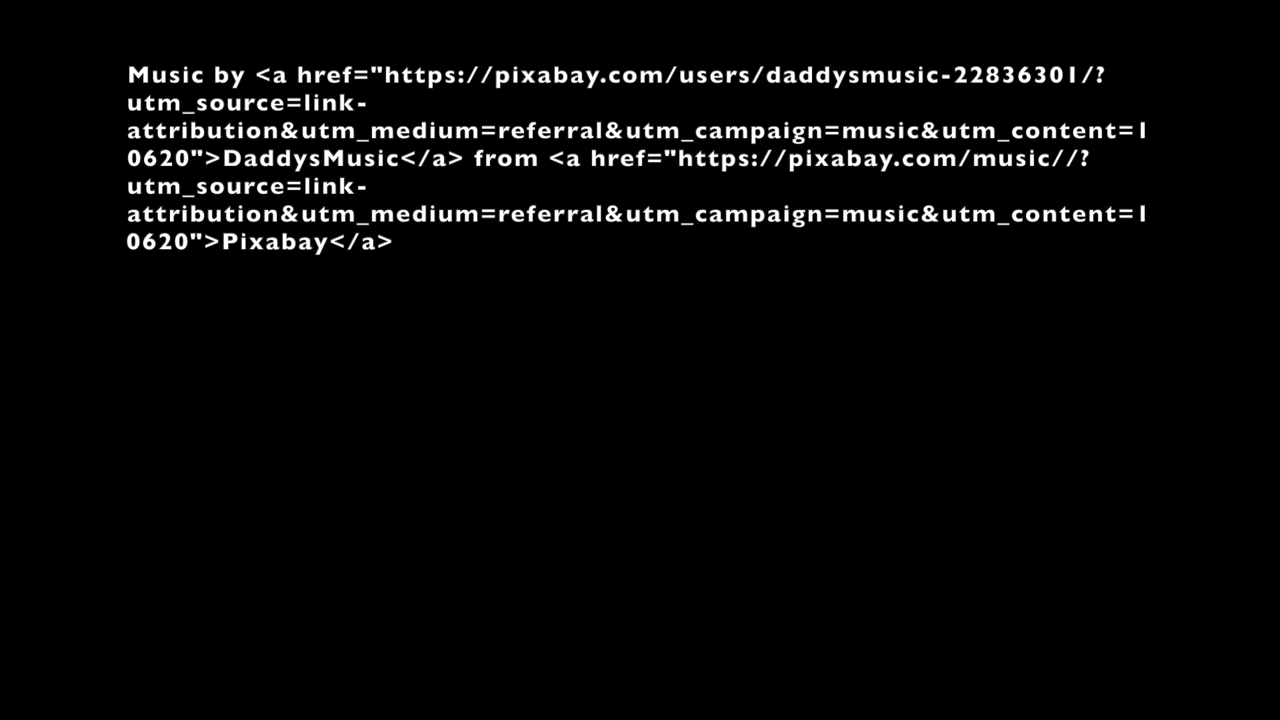 Music by <a href="https://pixabay.com/users/daddysmusic-22836301/?
utm_source=link-
attribution&utm_medium=referral&utm_campaign=music&utm_content=1
0620">DaddysMusic</a> from <a href="https://pixabay.com/music//?
utm_source=link-
attribution&utm_medium=referral&utm_campaign=music&utm_content=1
0620">Pixabay</a>